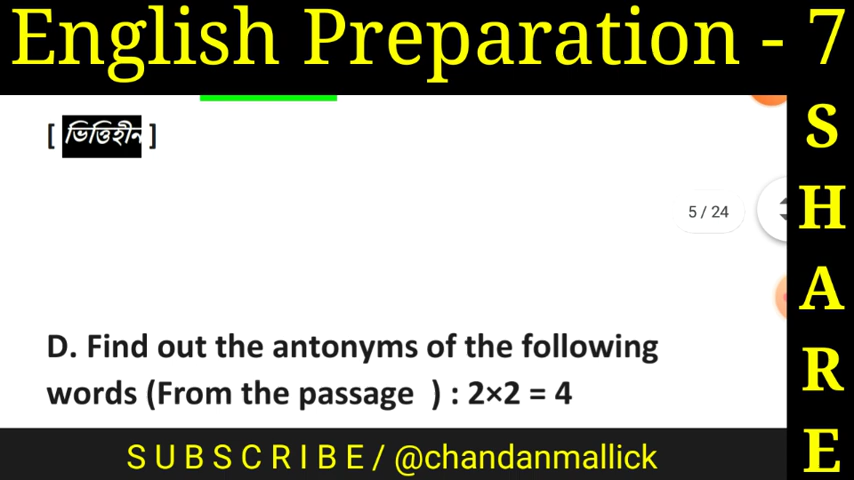 English Preparation - 7
[ ভিত্তিহীন ]
5 / 24
D. Find out the antonyms of the following
words (From the passage ) : 2×2 = 4
SHARE
SUBSCRIBE/ @chandanmallick